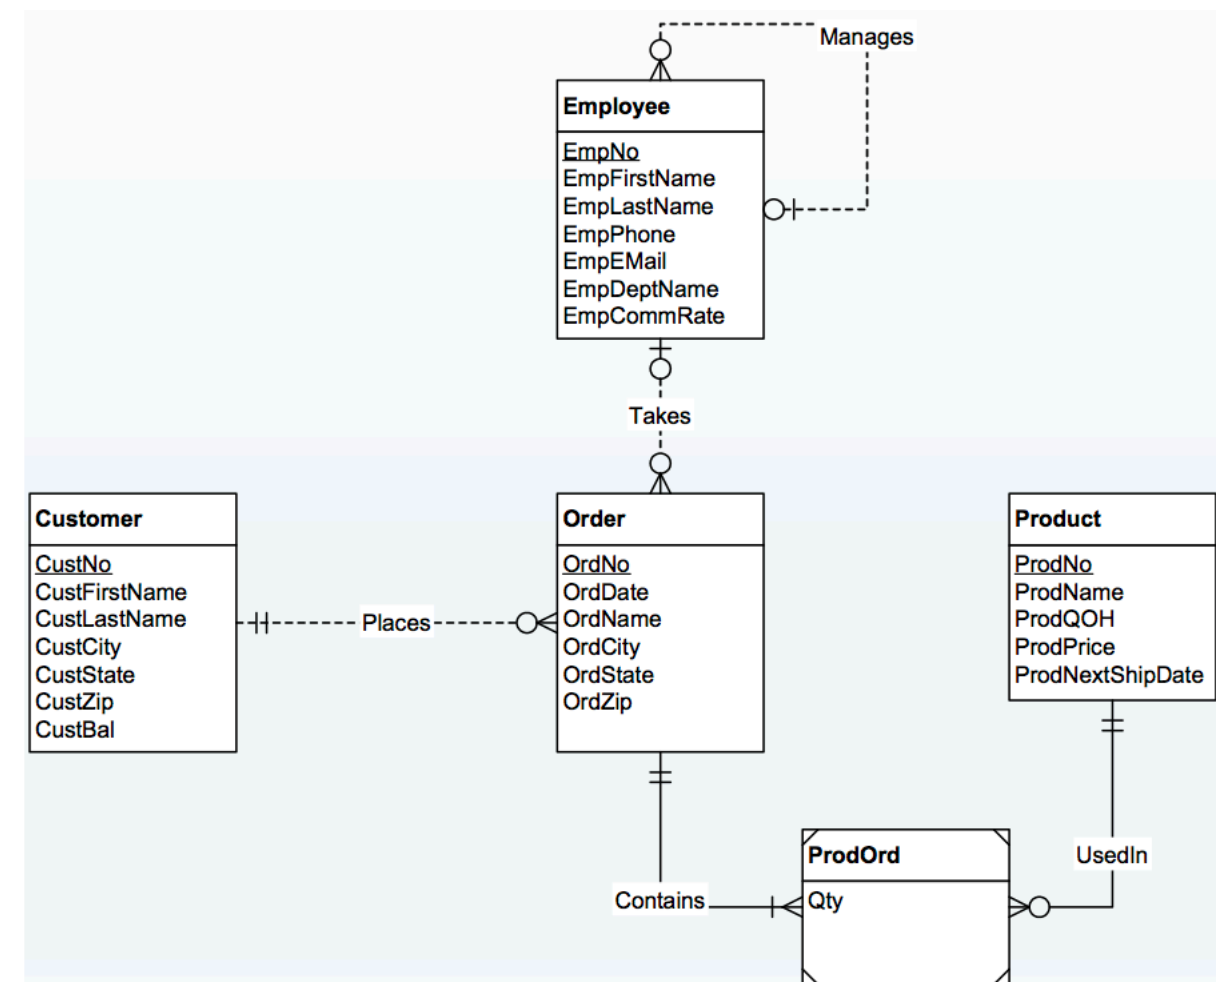 Manages
Employee
EmpNo
EmpFirstName
EmpLastName
EmpPhone
EmpEMail
EmpDeptName
EmpCommRate
Takes
Customer
CustNo
CustFirstName
CustLastName
CustCity
CustState
CustZip
CustBal
Places
Order
OrdNo
OrdDate
OrdName
OrdCity
OrdState
OrdZip
Product
ProdNo
ProdName
ProdQOH
ProdPrice
ProdNextShipDate
Contains
ProdOrd
Qty
UsedIn